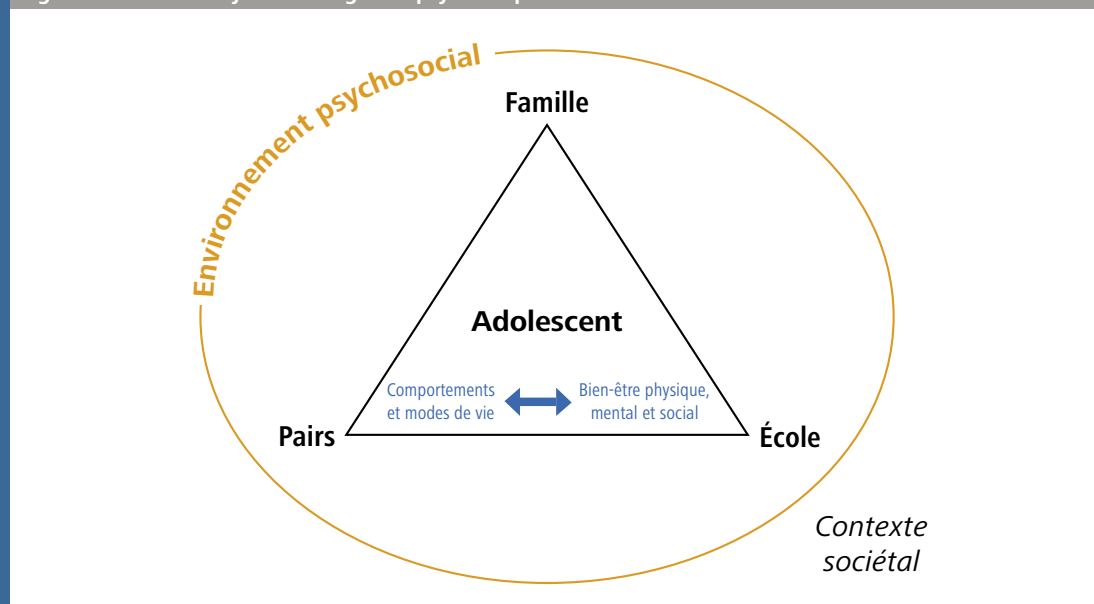 Environnement psychosocial
Famille
Adolescent
Comportements
et modes de vie
Bien-être physique,
mental et social
Pairs
École
Contexte
sociétal